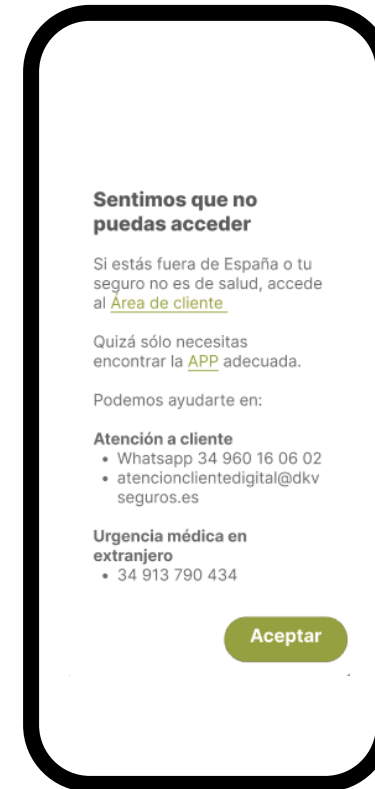 Sentimos que no
puedas acceder
Si estás fuera de España o tu
seguro no es de salud, accede
al Área de cliente
Quizá sólo necesitas
encontrar la APP adecuada.
Podemos ayudarte en:
Atención a cliente
• Whatsapp 34 960 16 06 02
• atencionclientedigital@dkv
seguros.es
Urgencia médica en
extranjero
• 34 913 790 434
Aceptar